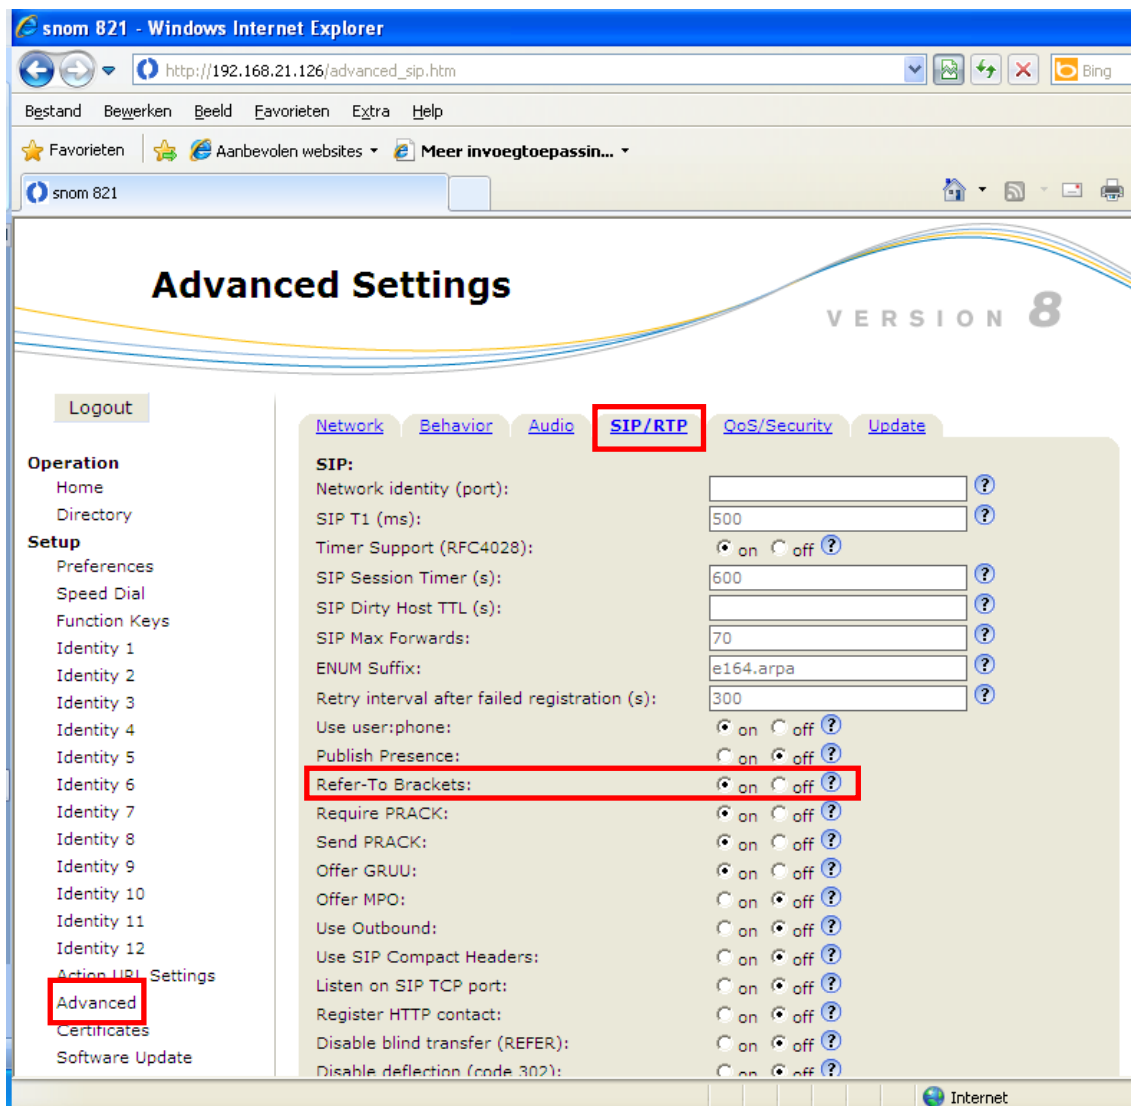 snom 821 - Windows Internet Explorer
http://192.168.21.126/advanced_sip.htm
Bing
Bestand Bewerken Beeld Favorieten Extra Help
Favorieten Aanbevolen websites Meer invoegtoepassin...
snom 821
Advanced Settings
VERSION 8
Logout
Network Behavior Audio SIP/RTP QoS/Security Update
Operation
Home
Directory
Setup
Preferences
Speed Dial
Function Keys
Identity 1
Identity 2
Identity 3
Identity 4
Identity 5
Identity 6
Identity 7
Identity 8
Identity 9
Identity 10
Identity 11
Identity 12
Action URL Settings
Advanced
Certificates
Software Update
SIP:
Network identity (port): ?
SIP T1 (ms): 500 ?
Timer Support (RFC4028): on off ?
SIP Session Timer (s): 600 ?
SIP Dirty Host TTL (s): ?
SIP Max Forwards: 70 ?
ENUM Suffix: e164.arpa ?
Retry interval after failed registration (s): 300 ?
Use user:phone: on off ?
Publish Presence: on off ?
Refer-To Brackets: on off ?
Require PRACK: on off ?
Send PRACK: on off ?
Offer GRUU: on off ?
Offer MPO: on off ?
Use Outbound: on off ?
Use SIP Compact Headers: on off ?
Listen on SIP TCP port: on off ?
Register HTTP contact: on off ?
Disable blind transfer (REFER): on off ?
Disable deflection (code 302): on off ?
Internet